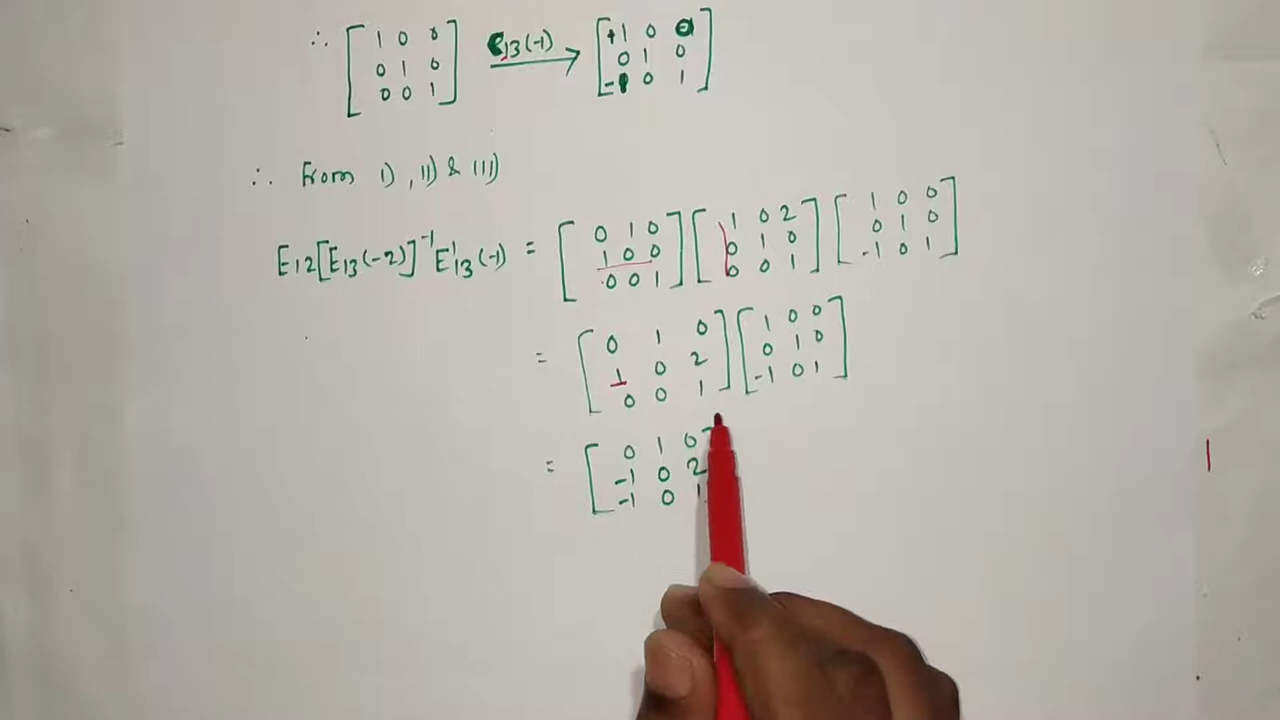 ∴ [ 1 0 0 ; 0 1 0 ; 0 0 1 ] C13(-1) → [ +1 0 0 ; 0 1 0 ; -1 0 1 ]
∴ From i), ii) & iii)
E12[E13(-2)]⁻¹ E'13(-1) = [ 0 1 0 ; 1 0 0 ; 0 0 1 ] [ 1 0 2 ; 0 1 0 ; 0 0 1 ] [ 1 0 0 ; 0 1 0 ; -1 0 1 ]
= [ 0 1 0 ; 1 0 2 ; 0 0 1 ] [ 1 0 0 ; 0 1 0 ; -1 0 1 ]
= [ 0 1 0 ; -1 0 2 ; -1 0 1 ]